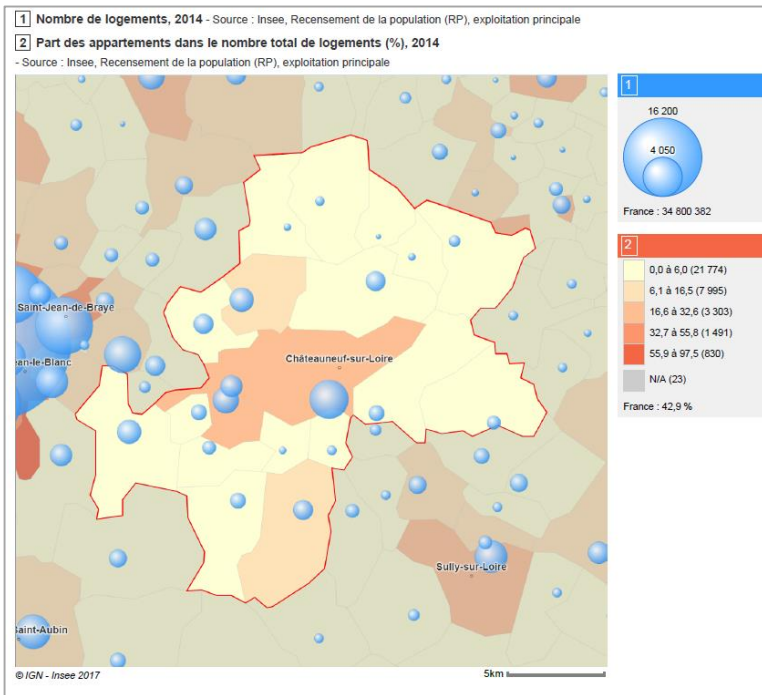 1 Nombre de logements, 2014 - Source : Insee, Recensement de la population (RP), exploitation principale
2 Part des appartements dans le nombre total de logements (%), 2014
- Source : Insee, Recensement de la population (RP), exploitation principale
1
16 200
4 050
France : 34 800 382
2
0,0 à 6,0 (21 774)
6,1 à 16,5 (7 995)
16,6 à 32,6 (3 303)
32,7 à 55,8 (1 491)
55,9 à 97,5 (830)
N/A (23)
France : 42,9 %
Saint-Jean-de-Braye
ean-le-Blanc
Châteauneuf-sur-Loire
Sully-sur-Loire
Saint-Aubin
© IGN - Insee 2017
5km